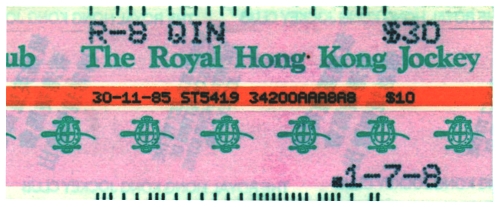 R-8 QIN $30
ub The Royal Hong Kong Jockey
30-11-85 ST5419 34200AAA8A8 $10
.1-7-8